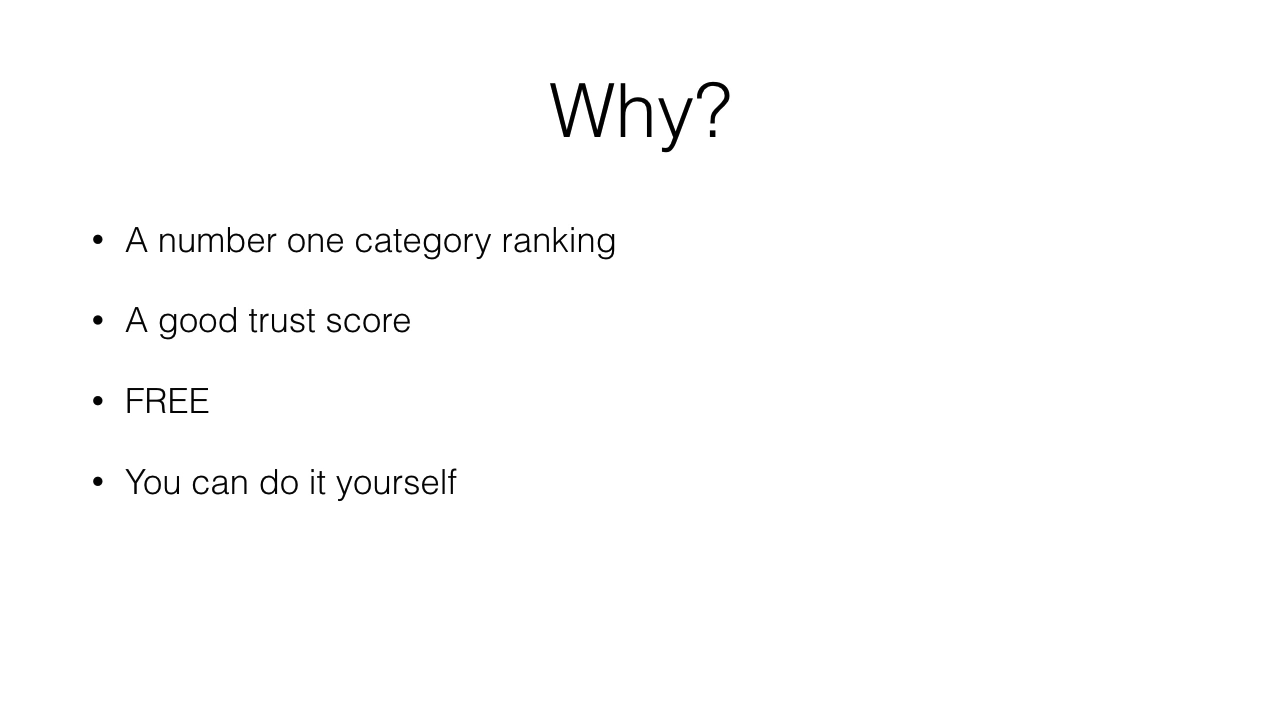 Why?
• A number one category ranking
• A good trust score
• FREE
• You can do it yourself